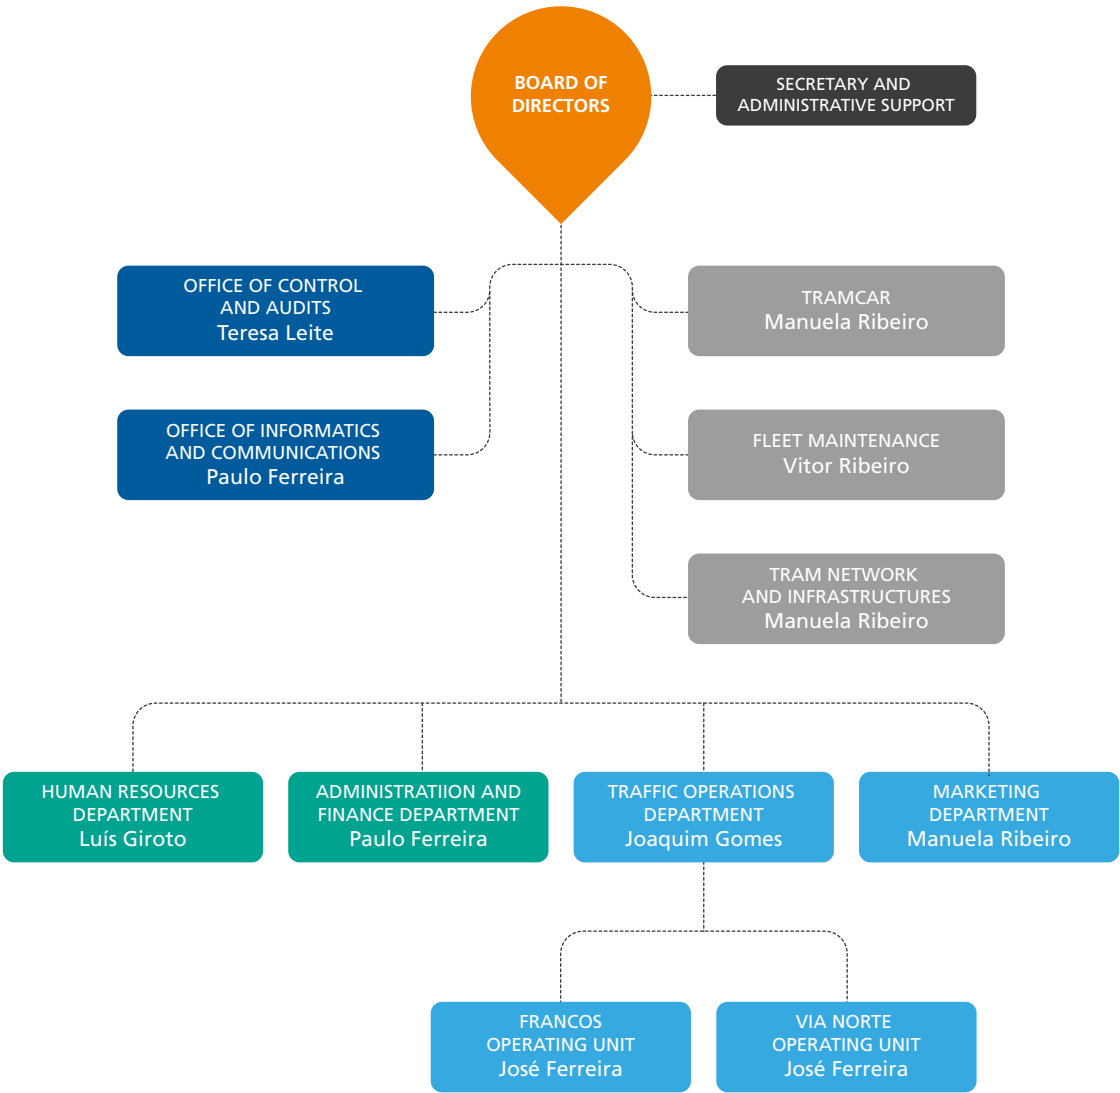 BOARD OF
DIRECTORS
SECRETARY AND
ADMINISTRATIVE SUPPORT
OFFICE OF CONTROL
AND AUDITS
Teresa Leite
TRAMCAR
Manuela Ribeiro
OFFICE OF INFORMATICS
AND COMMUNICATIONS
Paulo Ferreira
FLEET MAINTENANCE
Vitor Ribeiro
TRAM NETWORK
AND INFRASTRUCTURES
Manuela Ribeiro
HUMAN RESOURCES
DEPARTMENT
Luís Giroto
ADMINISTRATIION AND
FINANCE DEPARTMENT
Paulo Ferreira
TRAFFIC OPERATIONS
DEPARTMENT
Joaquim Gomes
MARKETING
DEPARTMENT
Manuela Ribeiro
FRANCOS
OPERATING UNIT
José Ferreira
VIA NORTE
OPERATING UNIT
José Ferreira